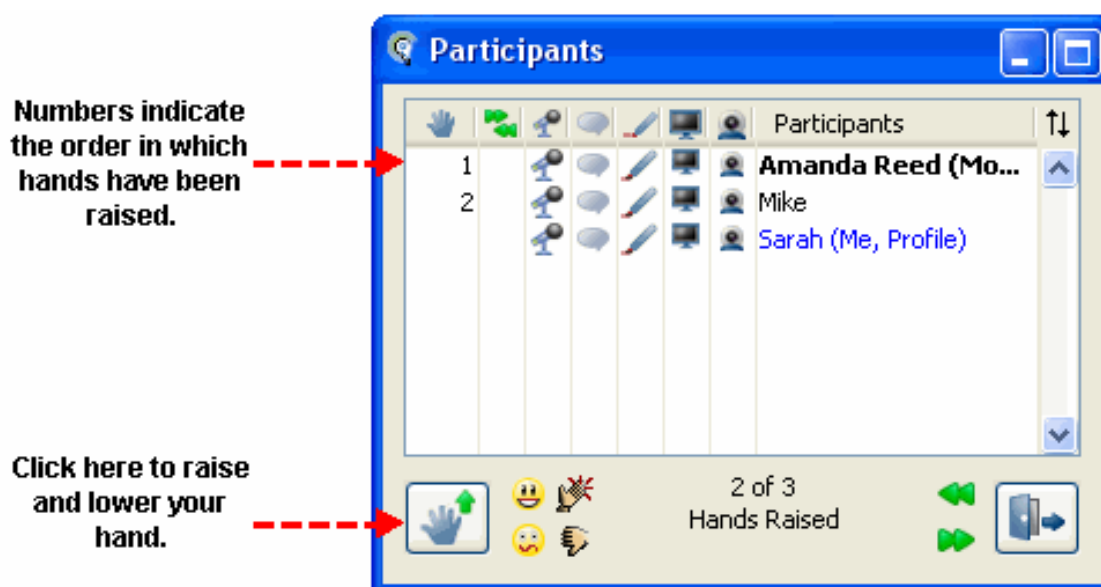 Participants
Numbers indicate
the order in which
hands have been
raised.
Participants
1 Amanda Reed (Mo...
2 Mike
Sarah (Me, Profile)
Click here to raise
and lower your
hand.
2 of 3
Hands Raised